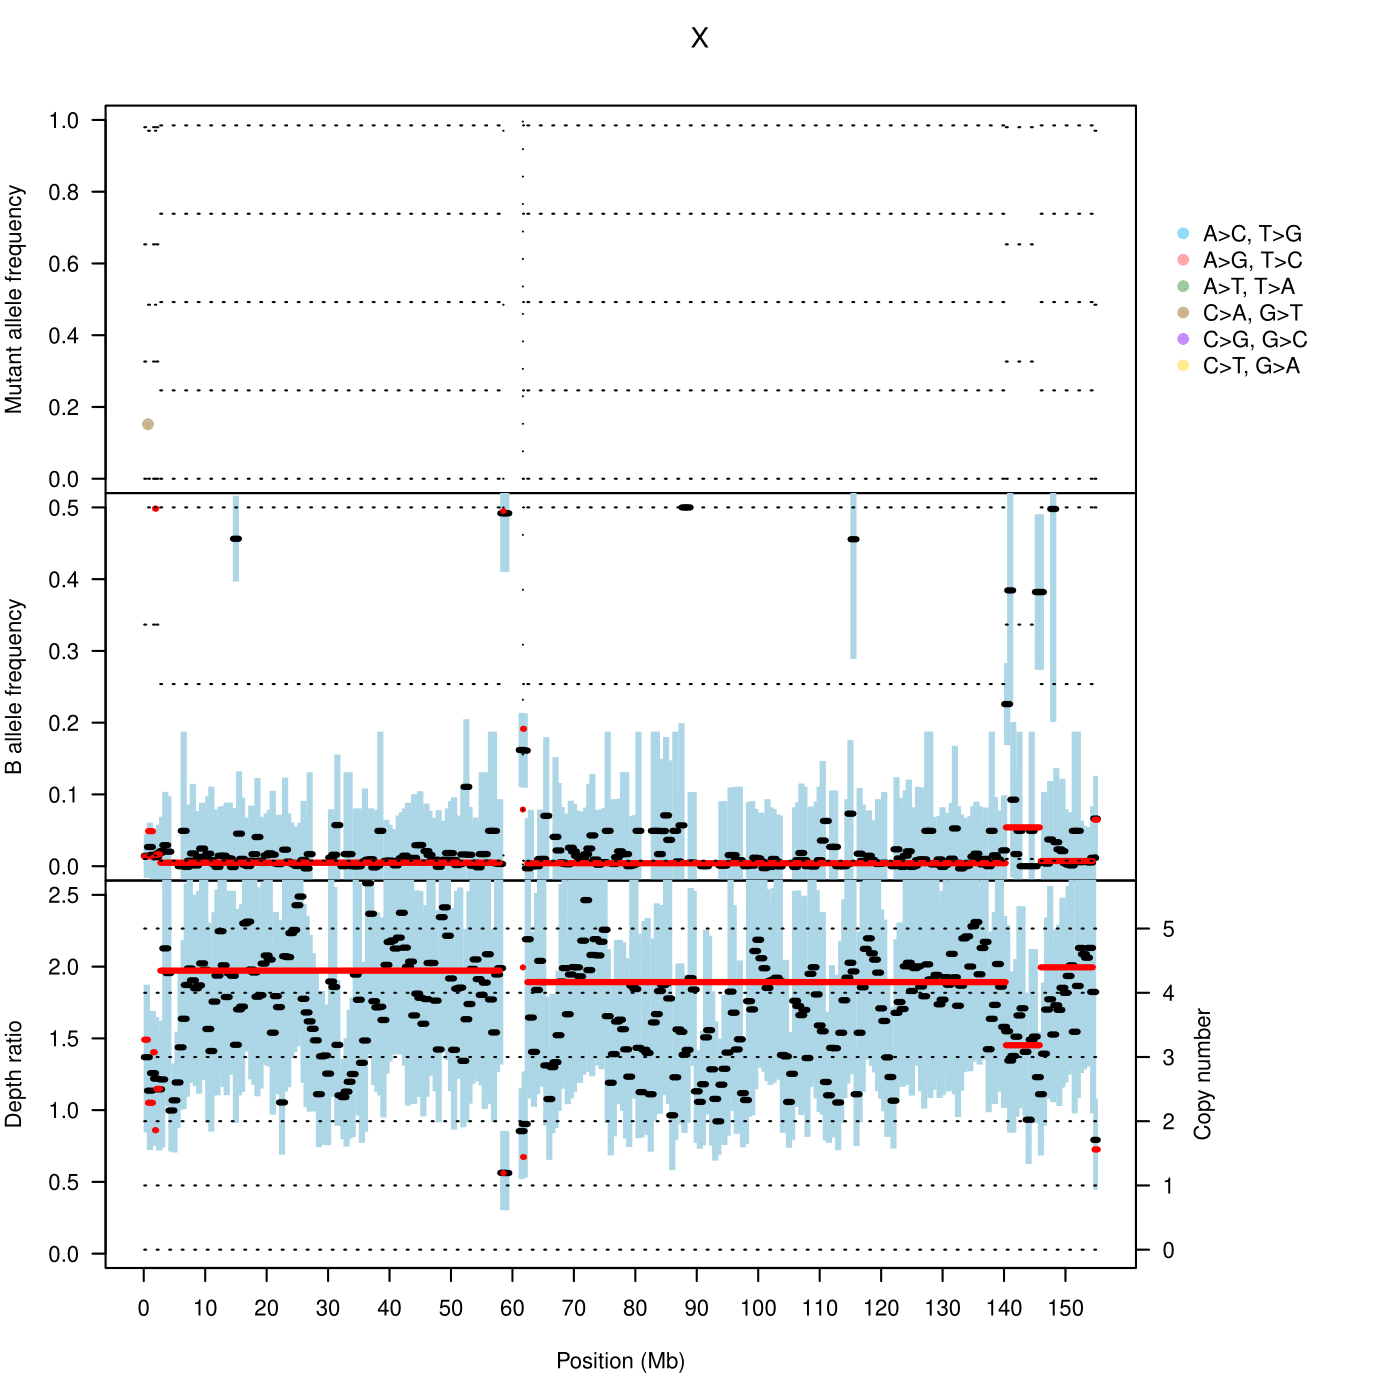 X
Mutant allele frequency
1.0
0.8
0.6
0.4
0.2
0.0
A>C, T>G
A>G, T>C
A>T, T>A
C>A, G>T
C>G, G>C
C>T, G>A
B allele frequency
0.5
0.4
0.3
0.2
0.1
0.0
Depth ratio
2.5
2.0
1.5
1.0
0.5
0.0
5
4
3
2
1
0
Copy number
0 10 20 30 40 50 60 70 80 90 100 110 120 130 140 150
Position (Mb)